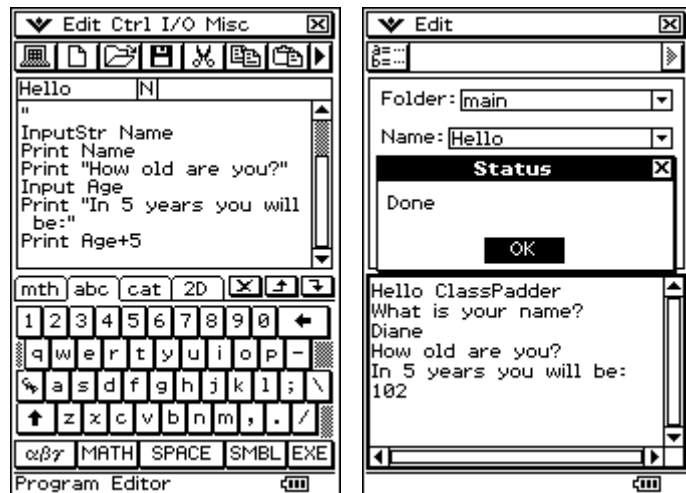 Edit Ctrl I/O Misc
Hello N
"
InputStr Name
Print Name
Print "How old are you?"
Input Age
Print "In 5 years you will
be:"
Print Age+5
mth abc cat 2D
1 2 3 4 5 6 7 8 9 0
q w e r t y u i o p -
a s d f g h j k l ; \
z x c v b n m , . /
αβγ MATH SPACE SMBL EXE
Program Editor
Edit
Folder: main
Name: Hello
Status
Done
OK
Hello ClassPadder
What is your name?
Diane
How old are you?
In 5 years you will be:
102